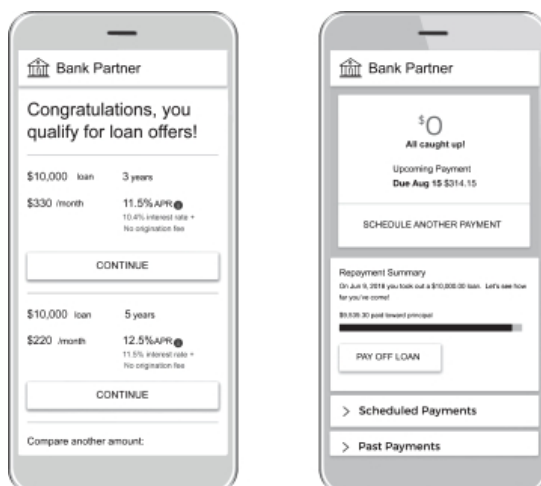 Bank Partner
Congratulations, you
qualify for loan offers!
$10,000 loan 3 years
$330 /month 11.5% APR
10.4% interest rate +
No origination fee
CONTINUE
$10,000 loan 5 years
$220 /month 12.5% APR
11.5% interest rate +
No origination fee
CONTINUE
Compare another amount:
Bank Partner
$0
All caught up!
Upcoming Payment
Due Aug 15 $314.15
SCHEDULE ANOTHER PAYMENT
Repayment Summary
On Jun 9, 2018 you took out a $10,000.00 loan. Let's see how
far you've come!
$9,539.30 paid toward principal
PAY OFF LOAN
Scheduled Payments
Past Payments